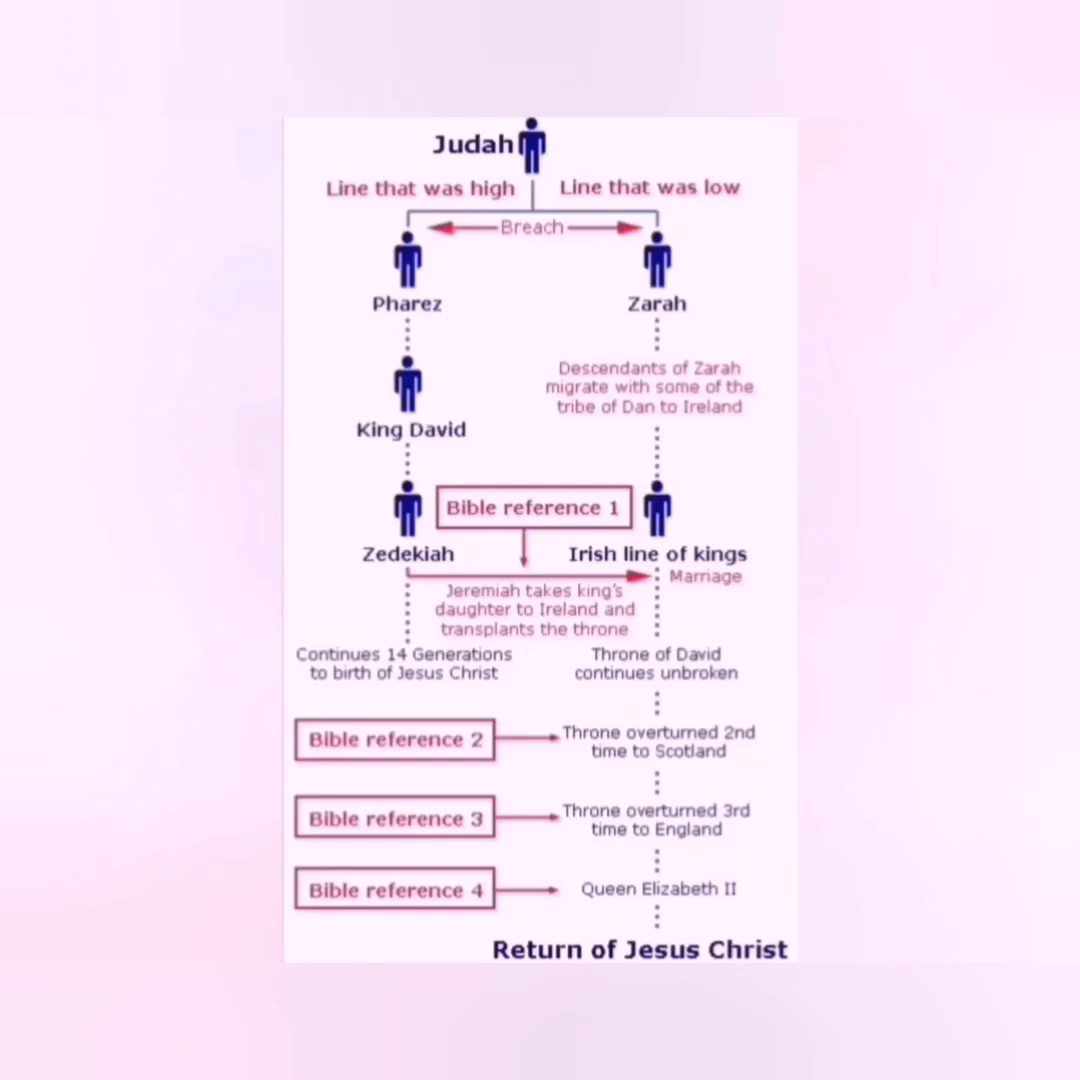 Judah
Line that was high
Line that was low
Breach
Pharez
Zarah
Descendants of Zarah
migrate with some of the
tribe of Dan to Ireland
King David
Bible reference 1
Zedekiah
Irish line of kings
Marriage
Jeremiah takes king's
daughter to Ireland and
transplants the throne
Continues 14 Generations
to birth of Jesus Christ
Throne of David
continues unbroken
Bible reference 2
Throne overturned 2nd
time to Scotland
Bible reference 3
Throne overturned 3rd
time to England
Bible reference 4
Queen Elizabeth II
Return of Jesus Christ